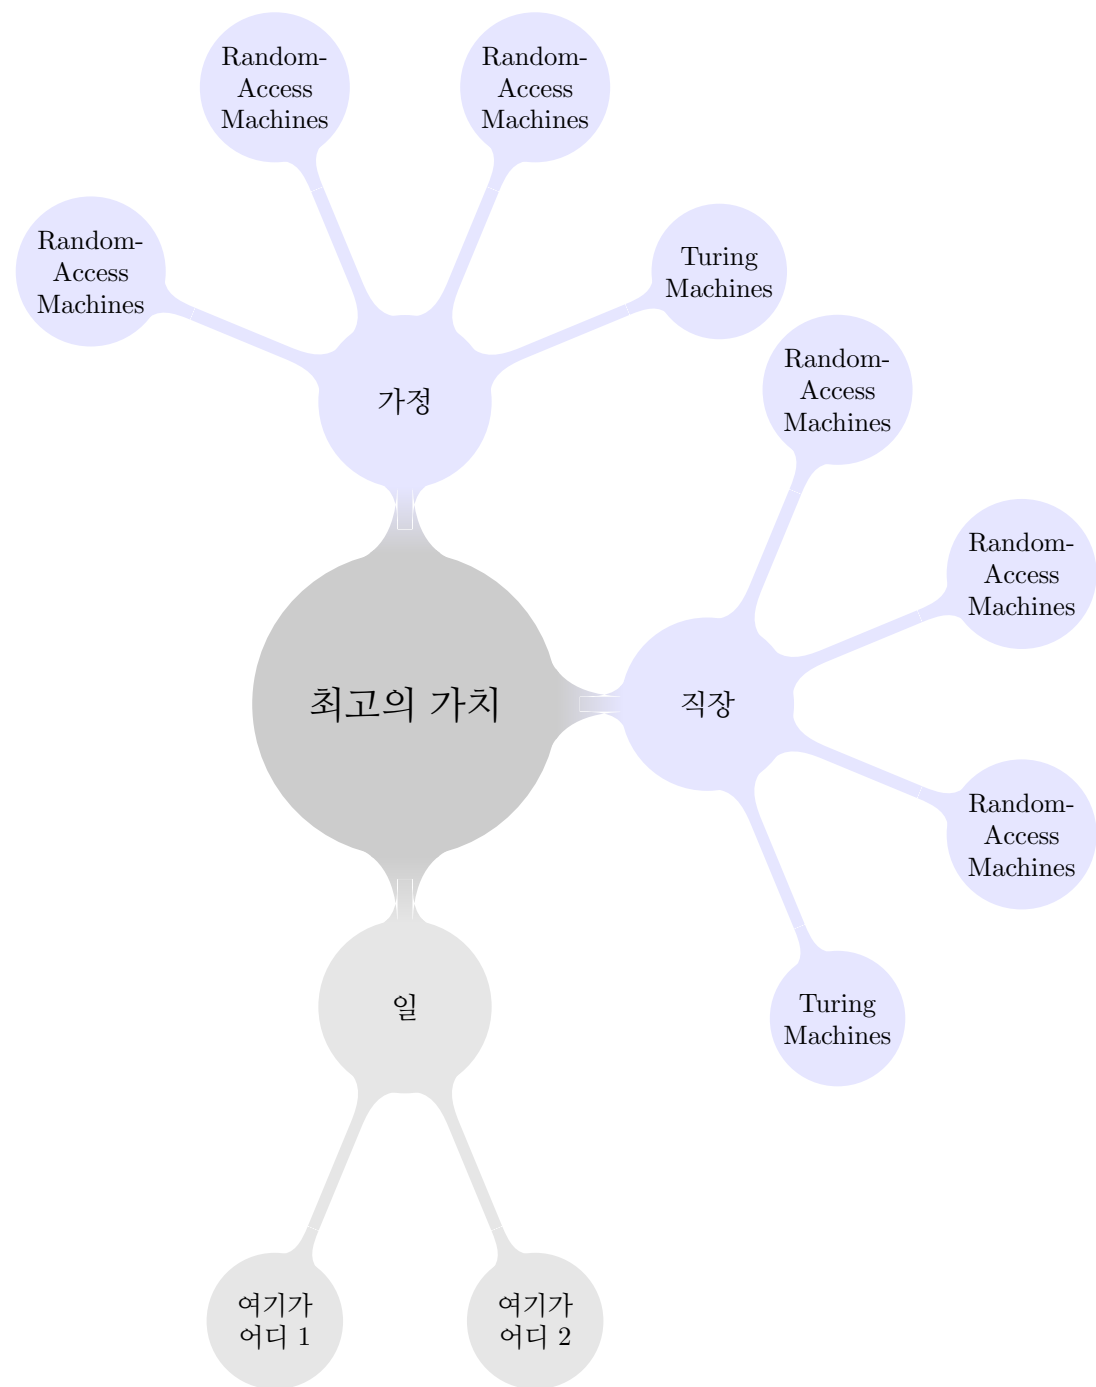 Random-
Access
Machines
Random-
Access
Machines
Random-
Access
Machines
Turing
Machines
가정
Random-
Access
Machines
Random-
Access
Machines
최고의 가치
직장
Random-
Access
Machines
Turing
Machines
일
여기가
어디 1
여기가
어디 2